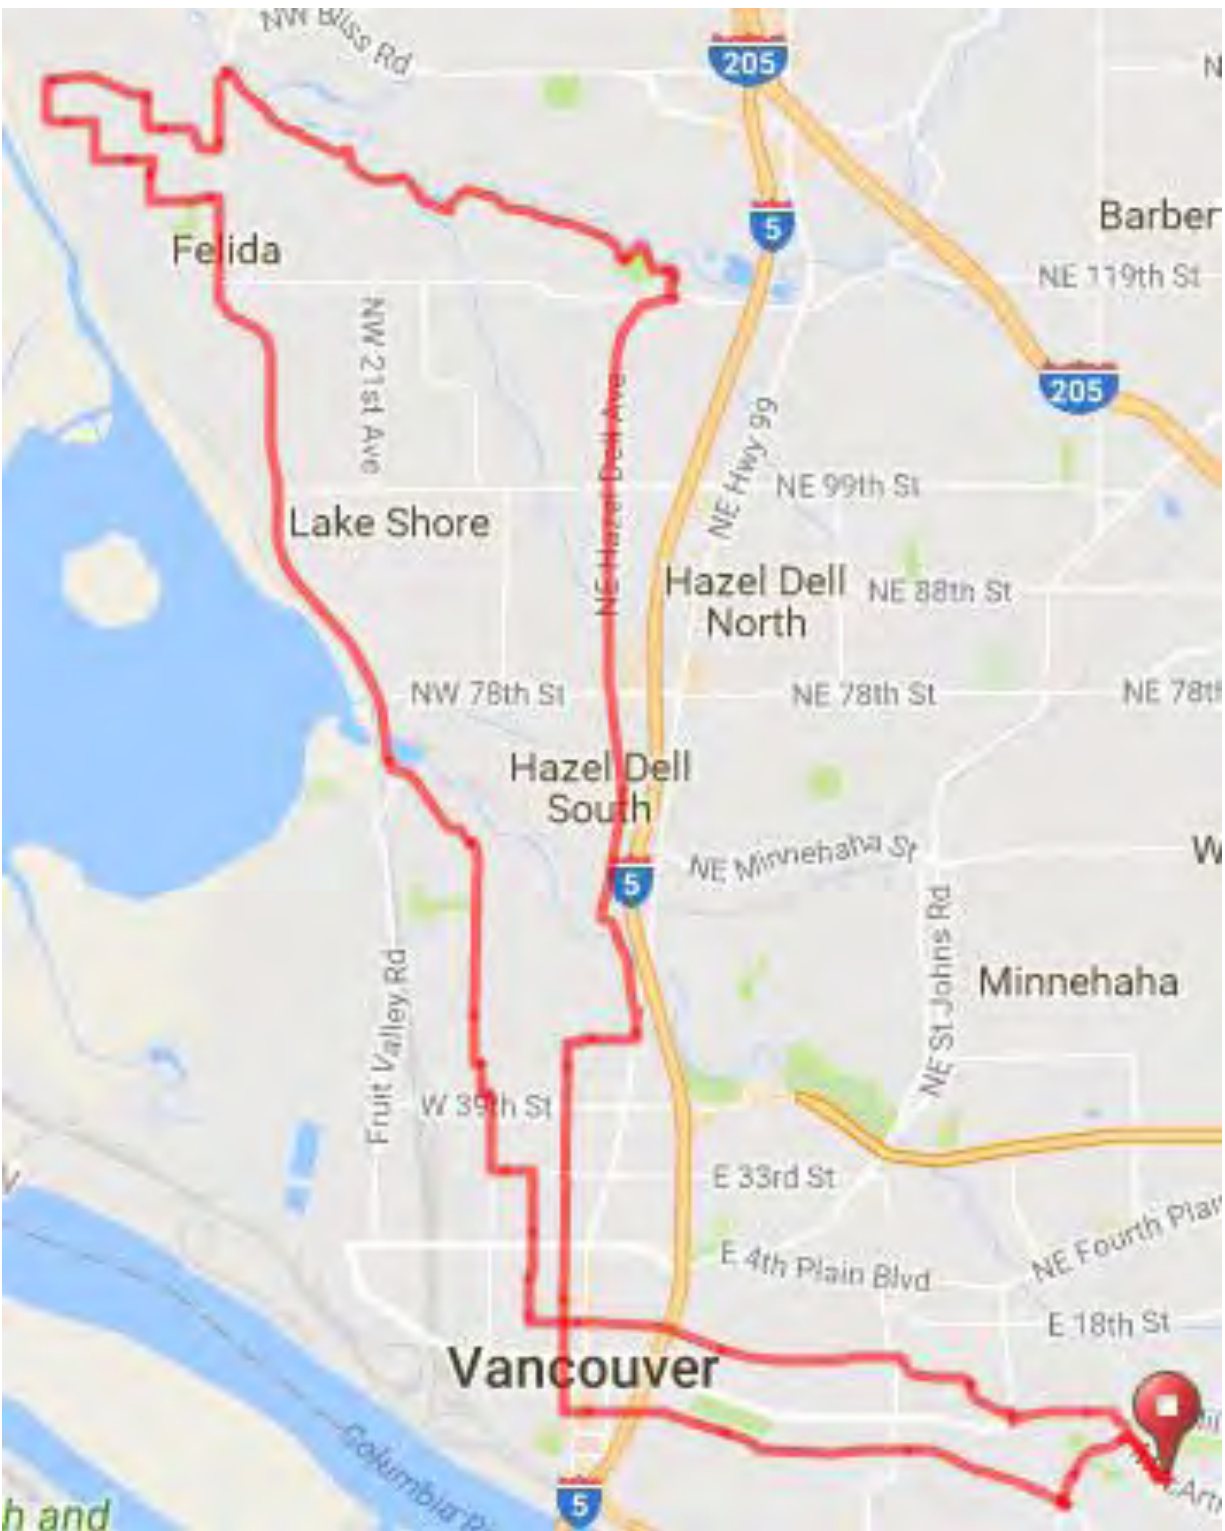 NW Bliss Rd
205
N
5
Barber
Felida
NE 119th St
NW 21st Ave
205
NE Hazel Dell Ave
NE Hwy 99
NE 99th St
Lake Shore
Hazel Dell
North
NE 88th St
NW 78th St
NE 78th St
NE 78th
Hazel Dell
South
NE Minnehaha St
W
5
NE St Johns Rd
Minnehaha
Fruit Valley Rd
W 39th St
E 33rd St
E 4th Plain Blvd
NE Fourth Plai
E 18th St
Vancouver
Columbia R
5
h and